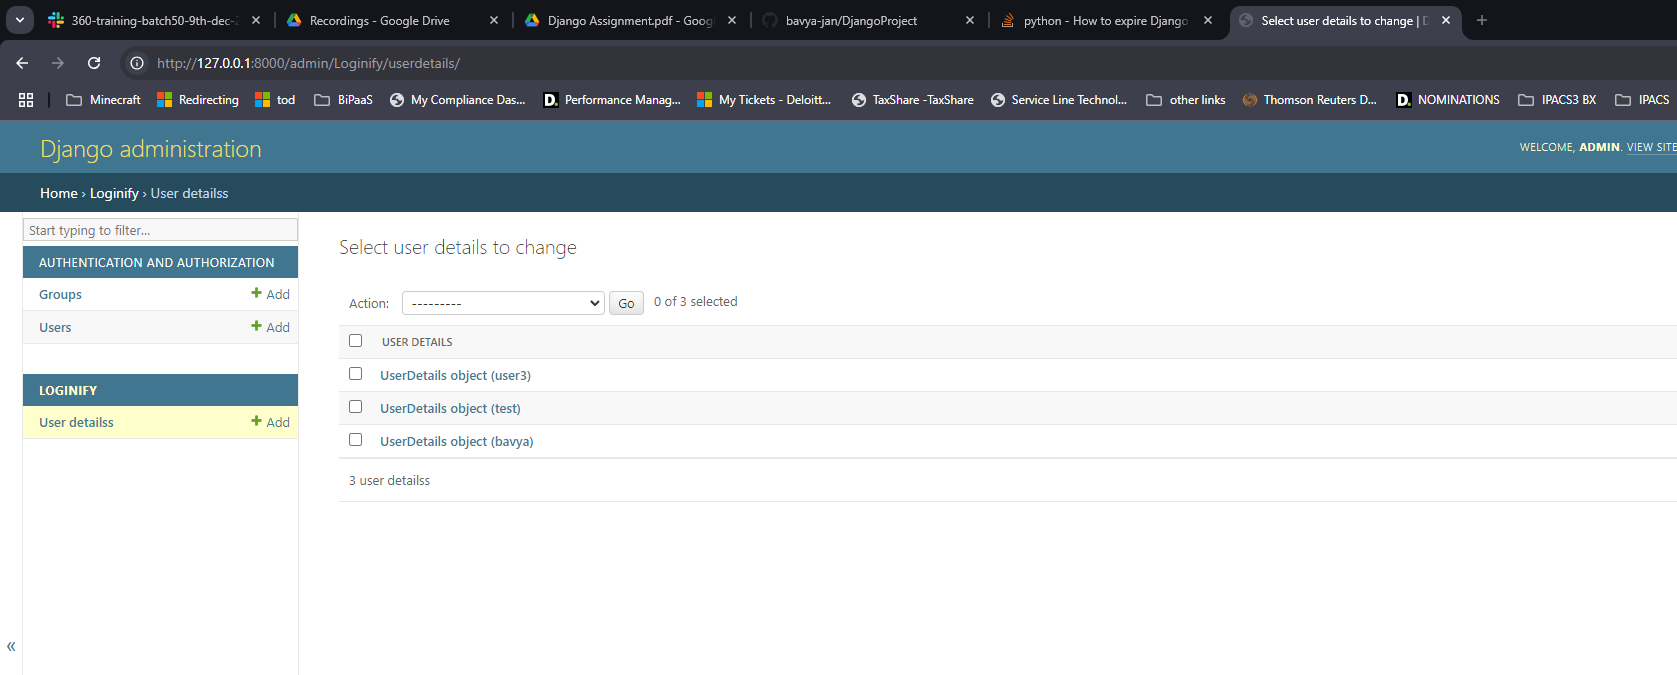 360-training-batch50-9th-dec-2
Recordings - Google Drive
Django Assignment.pdf - Goog
bavya-jan/DjangoProject
python - How to expire Django
Select user details to change | D
http://127.0.0.1:8000/admin/Loginify/userdetails/
Minecraft
Redirecting
tod
BiPaaS
My Compliance Das...
D. Performance Manag...
My Tickets - Deloitt...
TaxShare -TaxShare
Service Line Technol...
other links
Thomson Reuters D...
D. NOMINATIONS
IPACS3 BX
IPACS
Django administration
WELCOME, ADMIN. VIEW SITE
Home › Loginify › User detailss
Start typing to filter...
AUTHENTICATION AND AUTHORIZATION
Groups + Add
Users + Add
LOGINIFY
User detailss + Add
«
Select user details to change
Action: --------- Go 0 of 3 selected
USER DETAILS
UserDetails object (user3)
UserDetails object (test)
UserDetails object (bavya)
3 user detailss